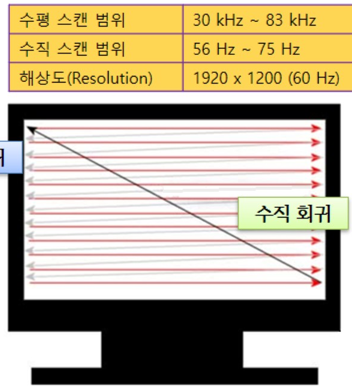 수평 스캔 범위 30 kHz ~ 83 kHz
수직 스캔 범위 56 Hz ~ 75 Hz
해상도(Resolution) 1920 x 1200 (60 Hz)
수직 회귀